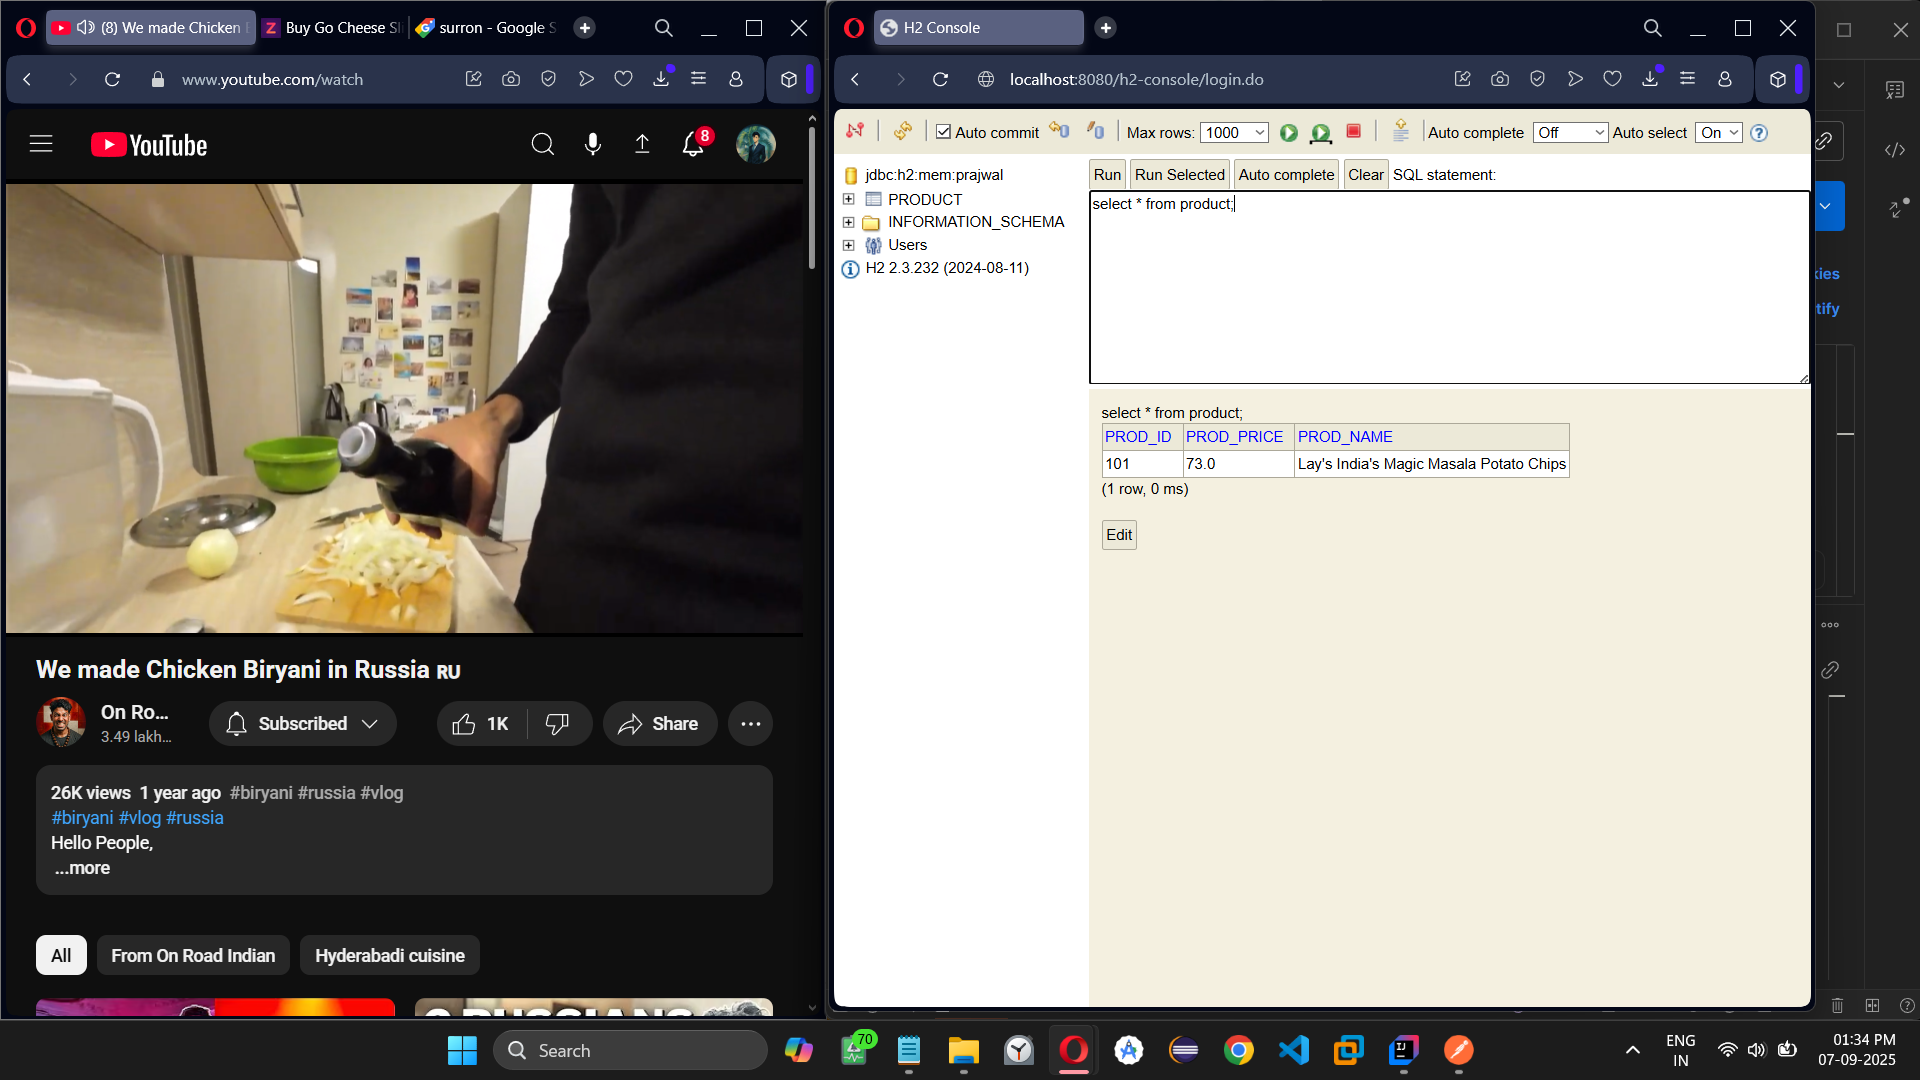 (8) We made Chicken B
Buy Go Cheese Sli
surron - Google S
www.youtube.com/watch
YouTube
8
We made Chicken Biryani in Russia RU
On Ro...
3.49 lakh...
Subscribed
1K
Share
26K views 1 year ago #biryani #russia #vlog
#biryani #vlog #russia
Hello People,
...more
All
From On Road Indian
Hyderabadi cuisine
H2 Console
localhost:8080/h2-console/login.do
Auto commit
Max rows:
1000
Auto complete
Off
Auto select
On
jdbc:h2:mem:prajwal
PRODUCT
INFORMATION_SCHEMA
Users
H2 2.3.232 (2024-08-11)
Run
Run Selected
Auto complete
Clear
SQL statement:
select * from product;
select * from product;
PROD_ID PROD_PRICE PROD_NAME
101 73.0 Lay's India's Magic Masala Potato Chips
(1 row, 0 ms)
Edit
kies
tify
Search
70
ENG
IN
01:34 PM
07-09-2025